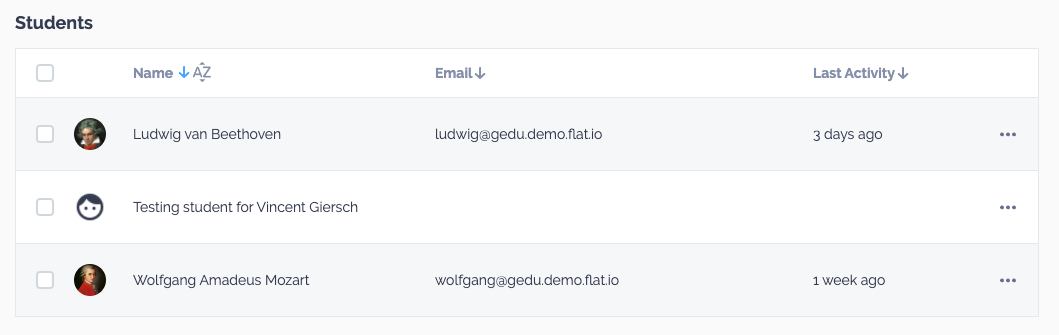 Students
Name AZ Email Last Activity
Ludwig van Beethoven ludwig@gedu.demo.flat.io 3 days ago
Testing student for Vincent Giersch
Wolfgang Amadeus Mozart wolfgang@gedu.demo.flat.io 1 week ago